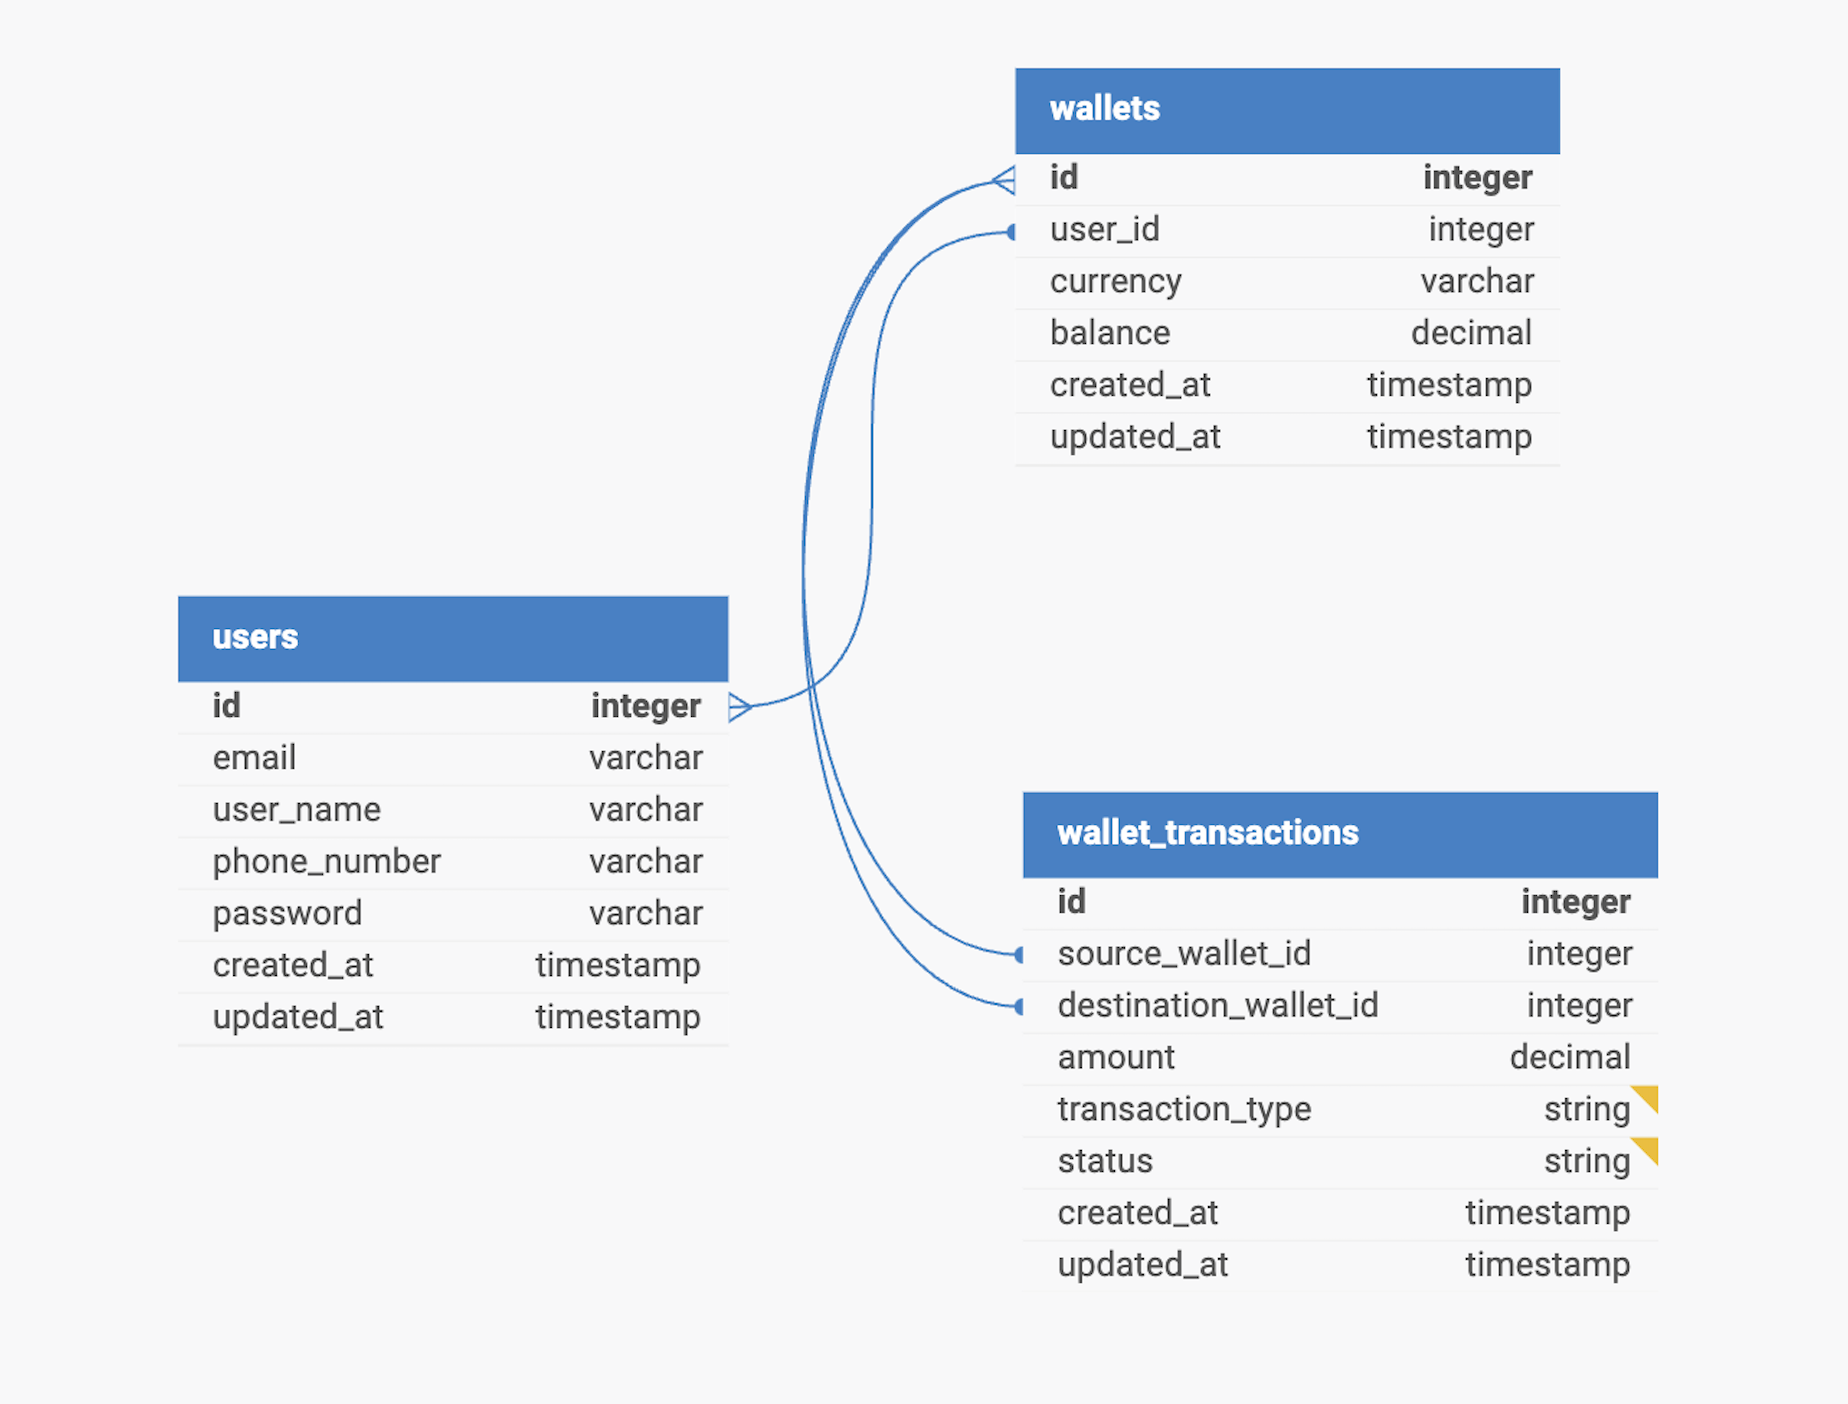 wallets
id integer
user_id integer
currency varchar
balance decimal
created_at timestamp
updated_at timestamp
users
id integer
email varchar
user_name varchar
phone_number varchar
password varchar
created_at timestamp
updated_at timestamp
wallet_transactions
id integer
source_wallet_id integer
destination_wallet_id integer
amount decimal
transaction_type string
status string
created_at timestamp
updated_at timestamp